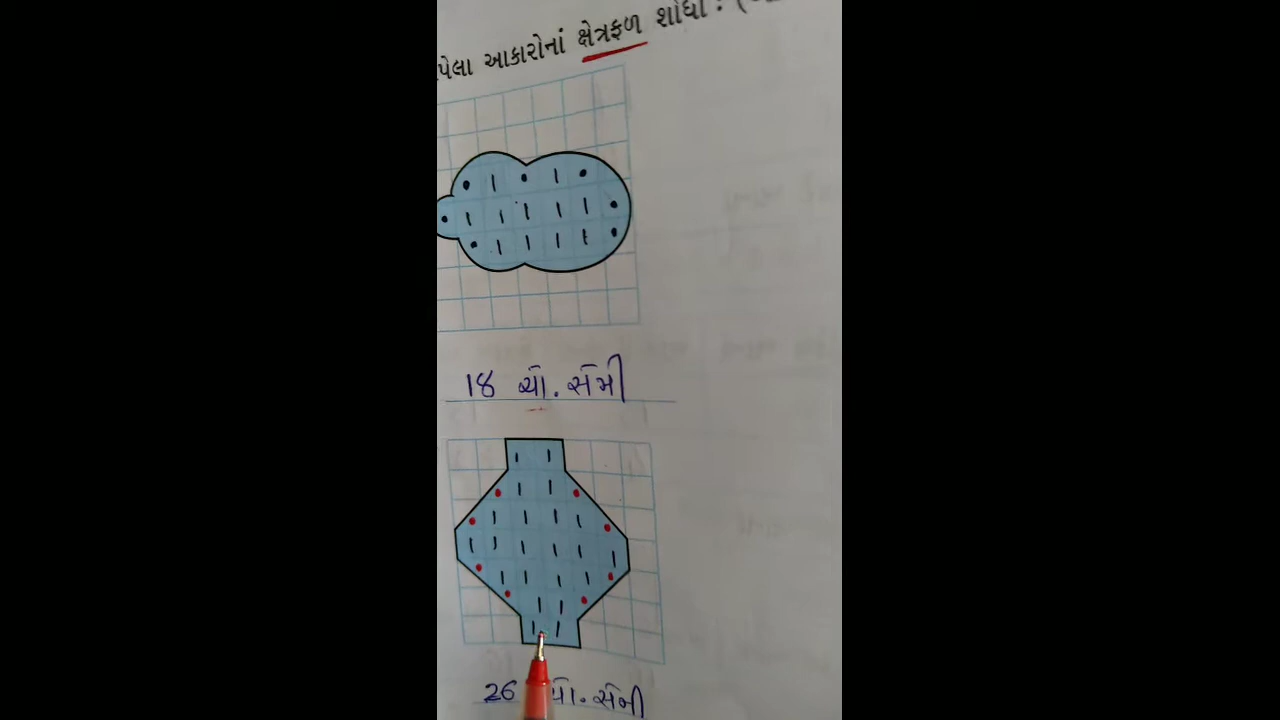 આકારોનાં ક્ષેત્રફળ શોધો :
18 ચો. સેમી
26 ચો. સેમી